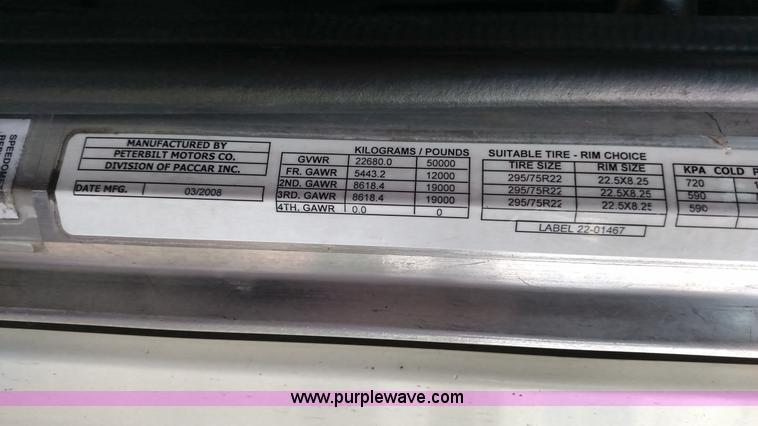 SPEEDOMET
MANUFACTURED BY
PETERBILT MOTORS CO.
DIVISION OF PACCAR INC.
DATE MFG. 03/2008
KILOGRAMS / POUNDS
GVWR 22680.0 50000
FR. GAWR 5443.2 12000
2ND. GAWR 8618.4 19000
3RD. GAWR 8618.4 19000
4TH. GAWR 0.0 0
SUITABLE TIRE - RIM CHOICE
TIRE SIZE RIM SIZE
295/75R22 22.5X8.25
295/75R22 22.5X8.25
295/75R22 22.5X8.25
LABEL 22-01467
KPA COLD P
720 1
590
590
www.purplewave.com